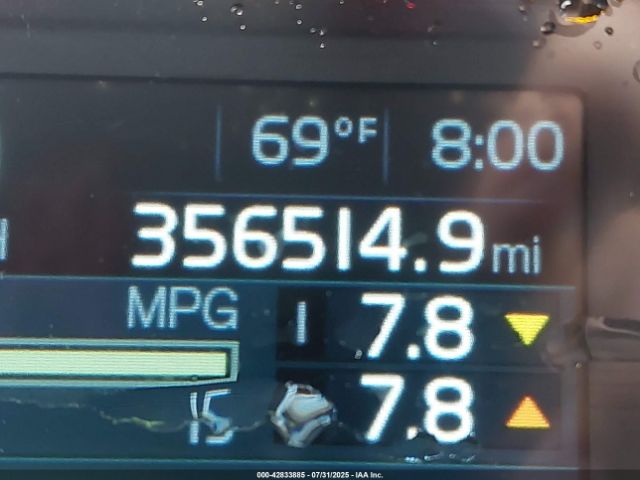 69°F 8:00
356514.9 mi
MPG I 7.8
15 7.8
000-42833885 - 07/31/2025 - IAA Inc.